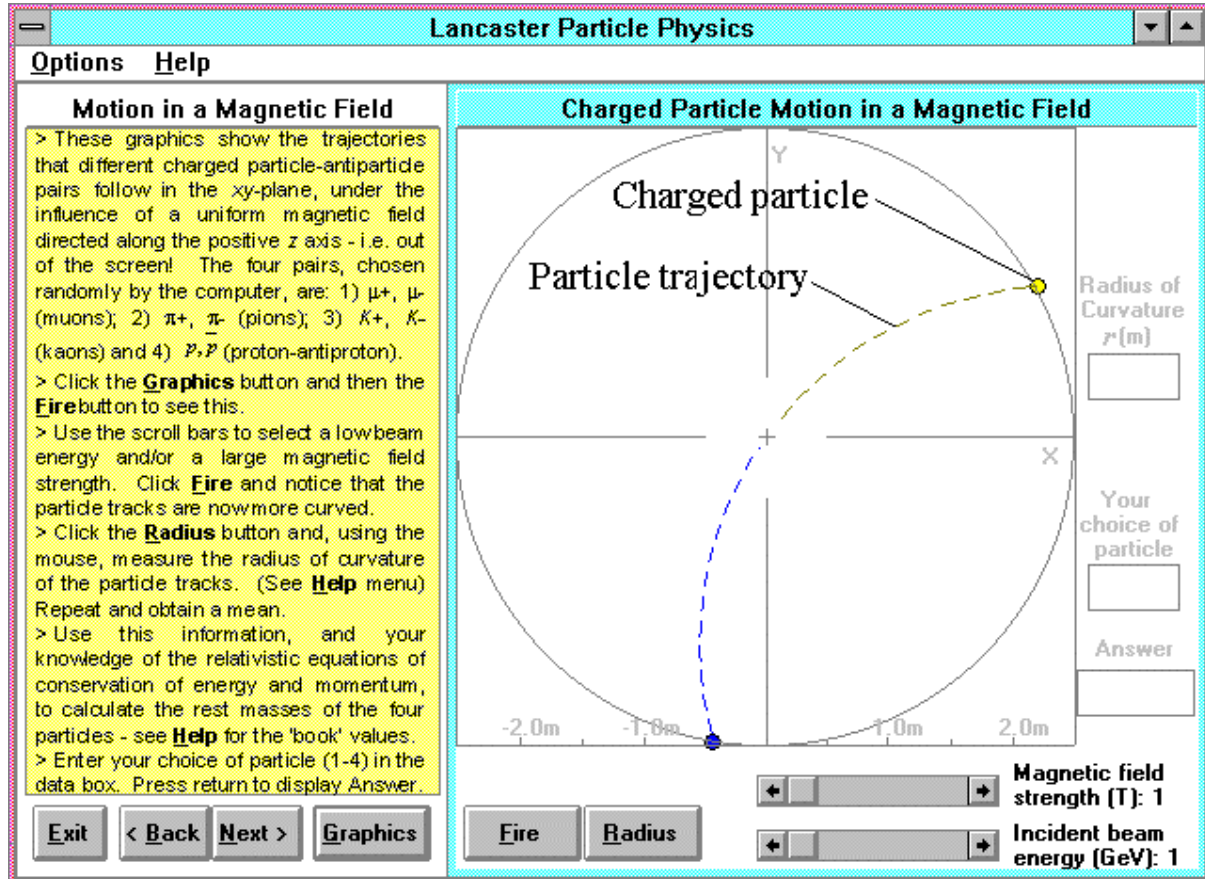 Lancaster Particle Physics
Options Help
Motion in a Magnetic Field
> These graphics show the trajectories
that different charged particle-antiparticle
pairs follow in the xy-plane, under the
influence of a uniform magnetic field
directed along the positive z axis - i.e. out
of the screen! The four pairs, chosen
randomly by the computer, are: 1) μ+, μ-
(muons); 2) π+, π- (pions); 3) K+, K-
(kaons) and 4) p, p̅ (proton-antiproton).
> Click the Graphics button and then the
Fire button to see this.
> Use the scroll bars to select a low beam
energy and/or a large magnetic field
strength. Click Fire and notice that the
particle tracks are now more curved.
> Click the Radius button and, using the
mouse, measure the radius of curvature
of the particle tracks. (See Help menu)
Repeat and obtain a mean.
> Use this information, and your
knowledge of the relativistic equations of
conservation of energy and momentum,
to calculate the rest masses of the four
particles - see Help for the 'book' values.
> Enter your choice of particle (1-4) in the
data box. Press return to display Answer.
Exit < Back Next > Graphics
Charged Particle Motion in a Magnetic Field
Y
Charged particle
Particle trajectory
X
-2.0m -1.0m 1.0m 2.0m
Radius of
Curvature
r (m)
Your
choice of
particle
Answer
Fire Radius
Magnetic field
strength (T): 1
Incident beam
energy (GeV): 1